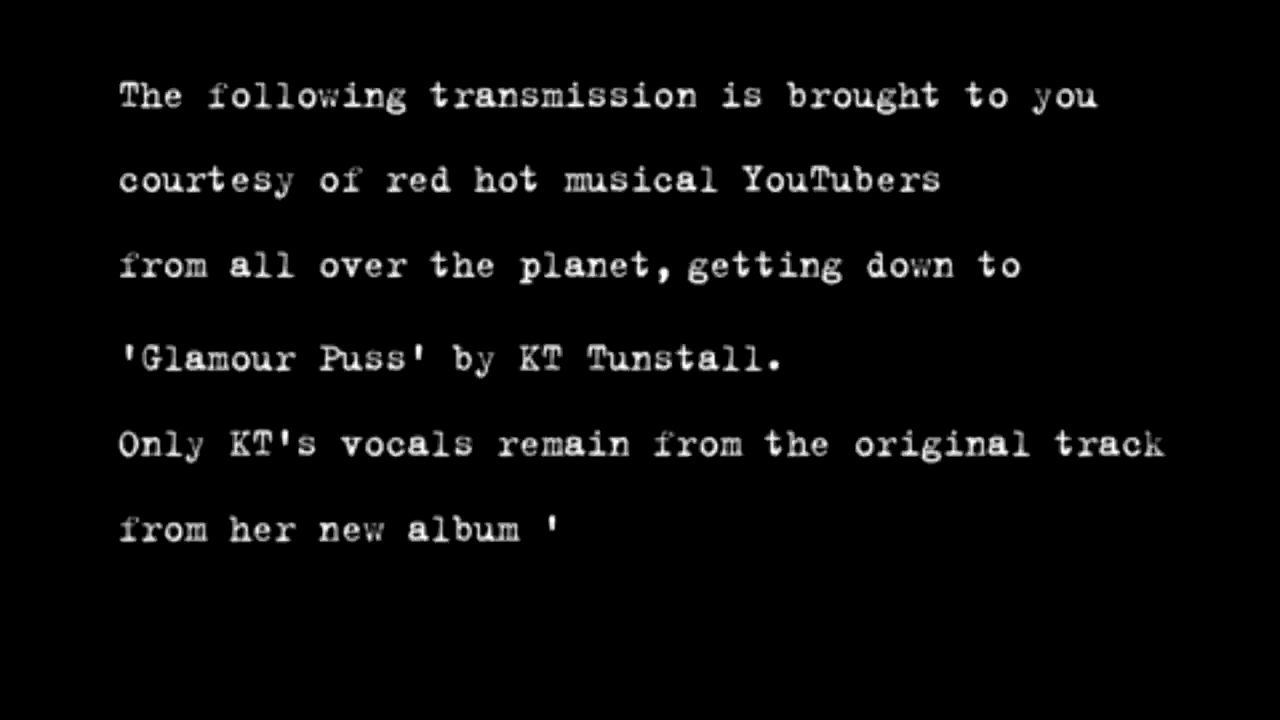 The following transmission is brought to you
courtesy of red hot musical YouTubers
from all over the planet, getting down to
'Glamour Puss' by KT Tunstall.
Only KT's vocals remain from the original track
from her new album '